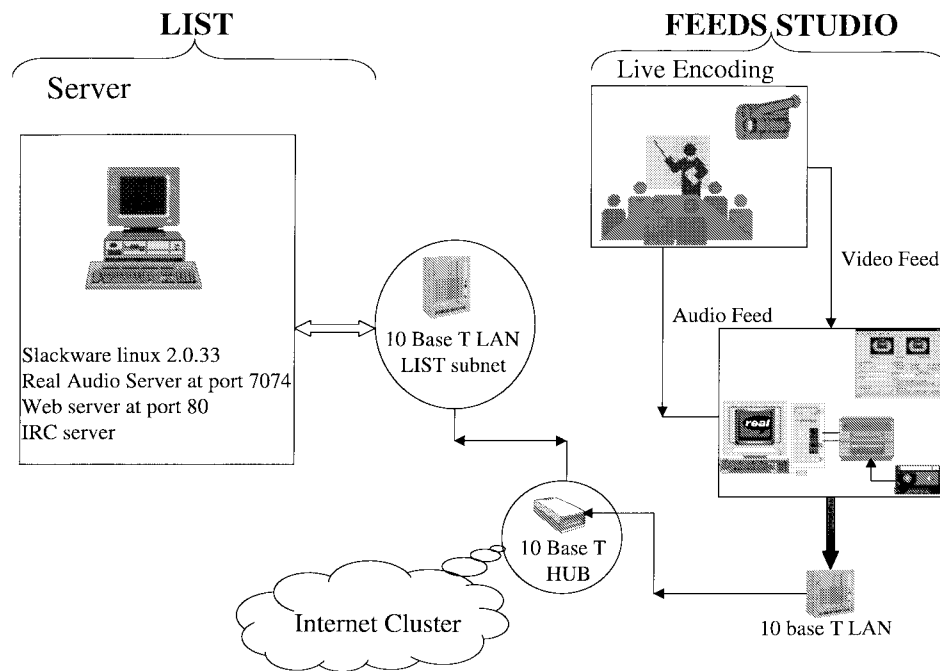 LIST
FEEDS STUDIO
Server
Live Encoding
Video Feed
Audio Feed
10 Base T LAN
LIST subnet
Slackware linux 2.0.33
Real Audio Server at port 7074
Web server at port 80
IRC server
real
10 Base T
HUB
Internet Cluster
10 base T LAN